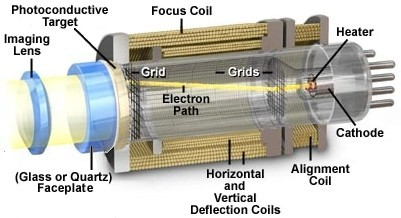 Photoconductive
Target
Focus Coil
Imaging
Lens
Heater
Grid
Grids
Electron
Path
Cathode
(Glass or Quartz)
Faceplate
Horizontal
and
Vertical
Deflection Coils
Alignment
Coil